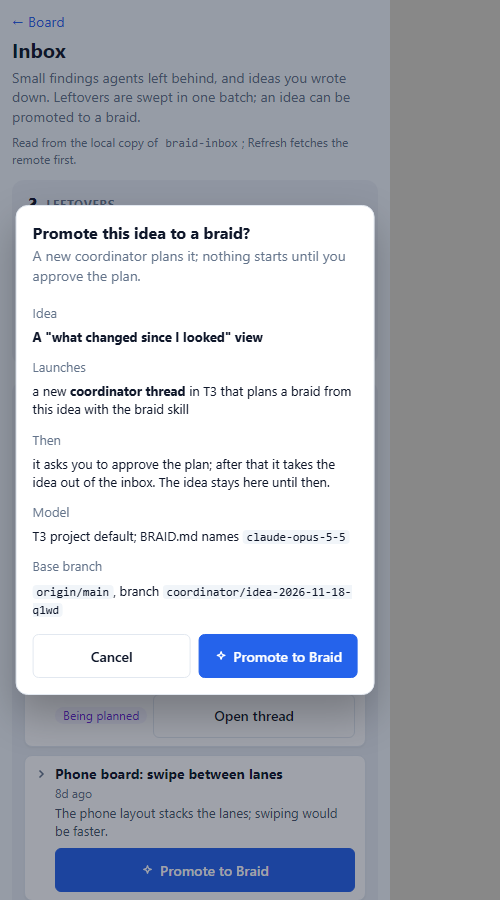 ← Board
Inbox
Small findings agents left behind, and ideas you wrote
down. Leftovers are swept in one batch; an idea can be
promoted to a braid.
Read from the local copy of braid-inbox ; Refresh fetches the
remote first.
LEFTOVERS
Promote this idea to a braid?
A new coordinator plans it; nothing starts until you
approve the plan.
Idea
A "what changed since I looked" view
Launches
a new coordinator thread in T3 that plans a braid from
this idea with the braid skill
Then
it asks you to approve the plan; after that it takes the
idea out of the inbox. The idea stays here until then.
Model
T3 project default; BRAID.md names claude-opus-5-5
Base branch
origin/main , branch coordinator/idea-2026-11-18-
q1wd
Cancel
Promote to Braid
Being planned
Open thread
Phone board: swipe between lanes
8d ago
The phone layout stacks the lanes; swiping would
be faster.
Promote to Braid